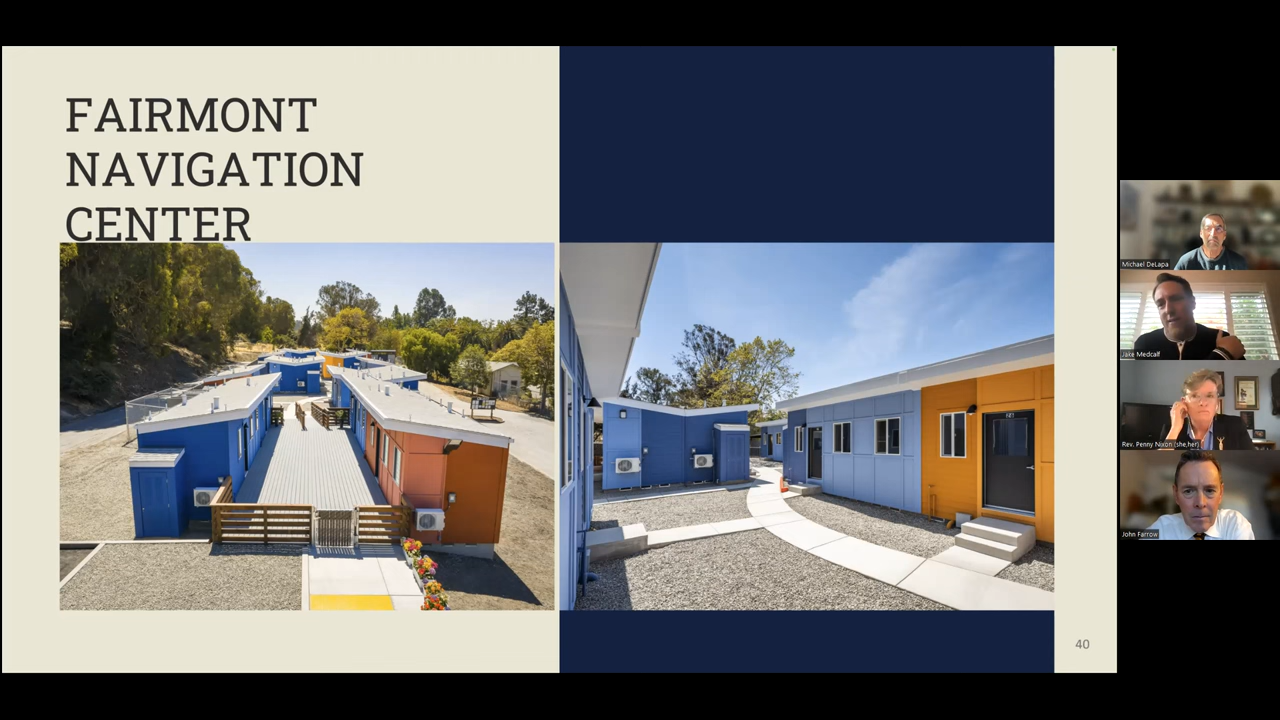 FAIRMONT
NAVIGATION
CENTER
40
Michael DeLapa
Jake Medcalf
Rev. Penny Nixon (she,her)
John Farrow